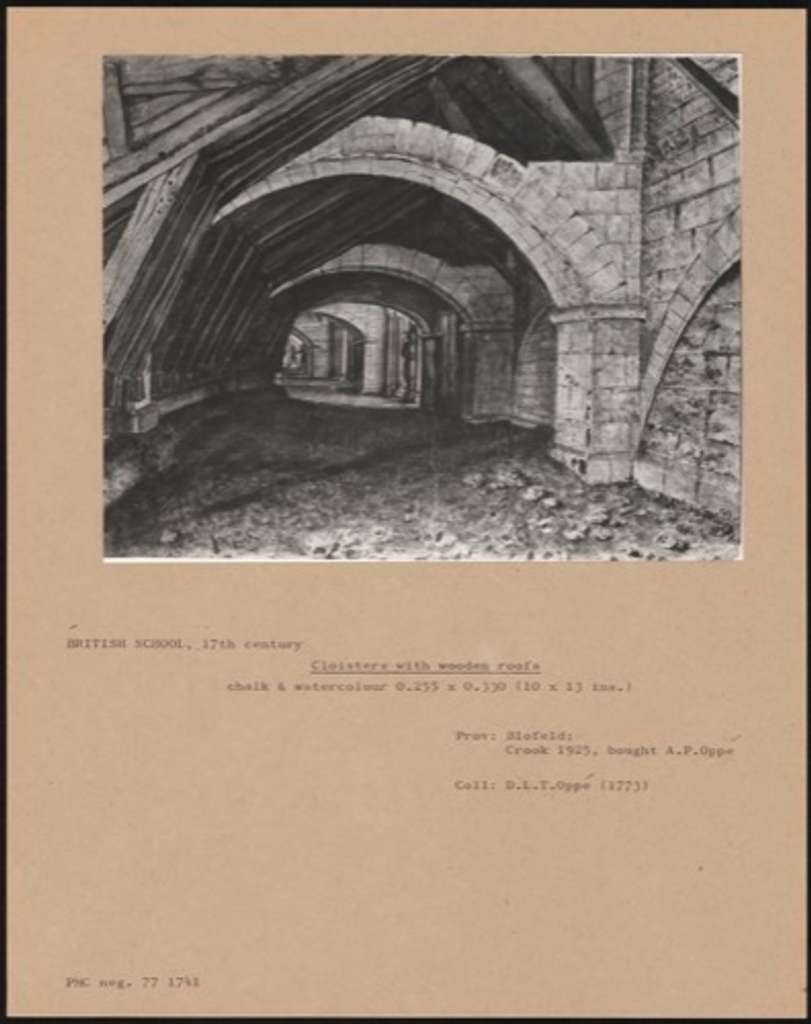 BRITISH SCHOOL, 17th century
Cloisters with wooden roofs
chalk & watercolour 0.255 x 0.330 (10 x 13 ins.)
Prov: Blofeld;
Crook 1925, bought A.P.Oppé
Coll: D.L.T.Oppé (1773)
PMC neg. 77 1741